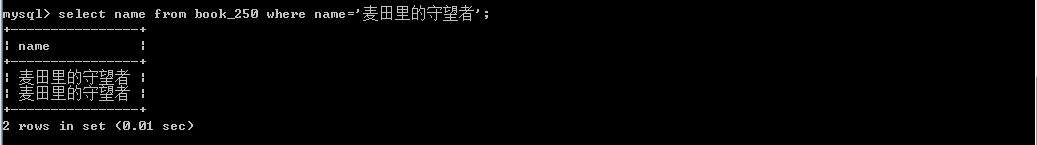 mysql> select name from book_250 where name='麦田里的守望者';
+----------------+
| name           |
+----------------+
| 麦田里的守望者 |
| 麦田里的守望者 |
+----------------+
2 rows in set (0.01 sec)